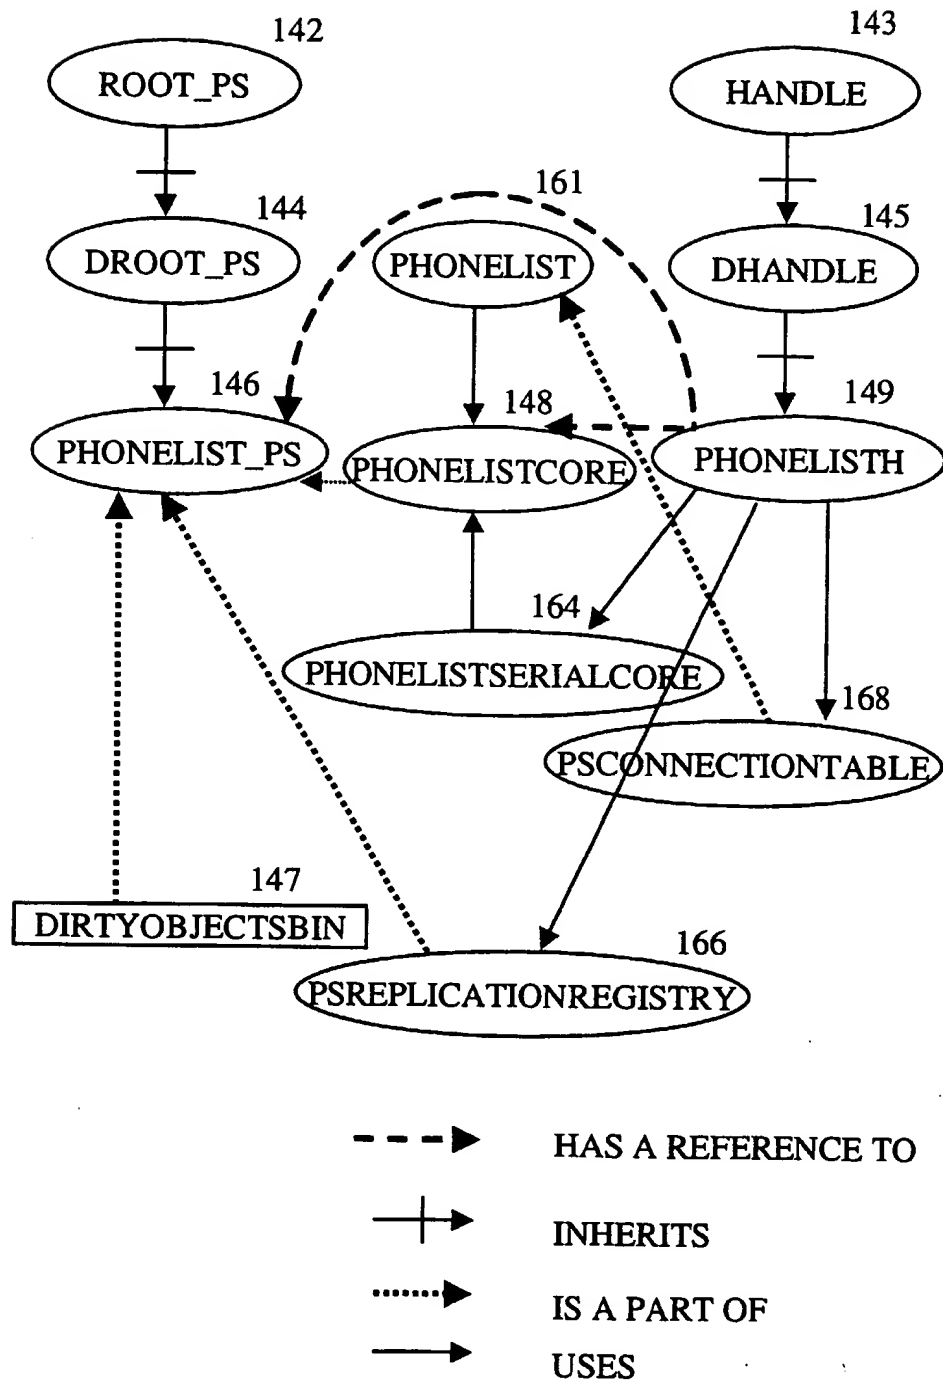 142
143
ROOT_PS
HANDLE
161
144
145
DROOT_PS
PHONELIST
DHANDLE
146
148
149
PHONELIST_PS
PHONELISTCORE
PHONELISTH
164
PHONELISTSERIALCORE
168
PSCONNECTIONTABLE
147
DIRTYOBJECTSBIN
166
PSREPLICATIONREGISTRY
HAS A REFERENCE TO
INHERITS
IS A PART OF
USES